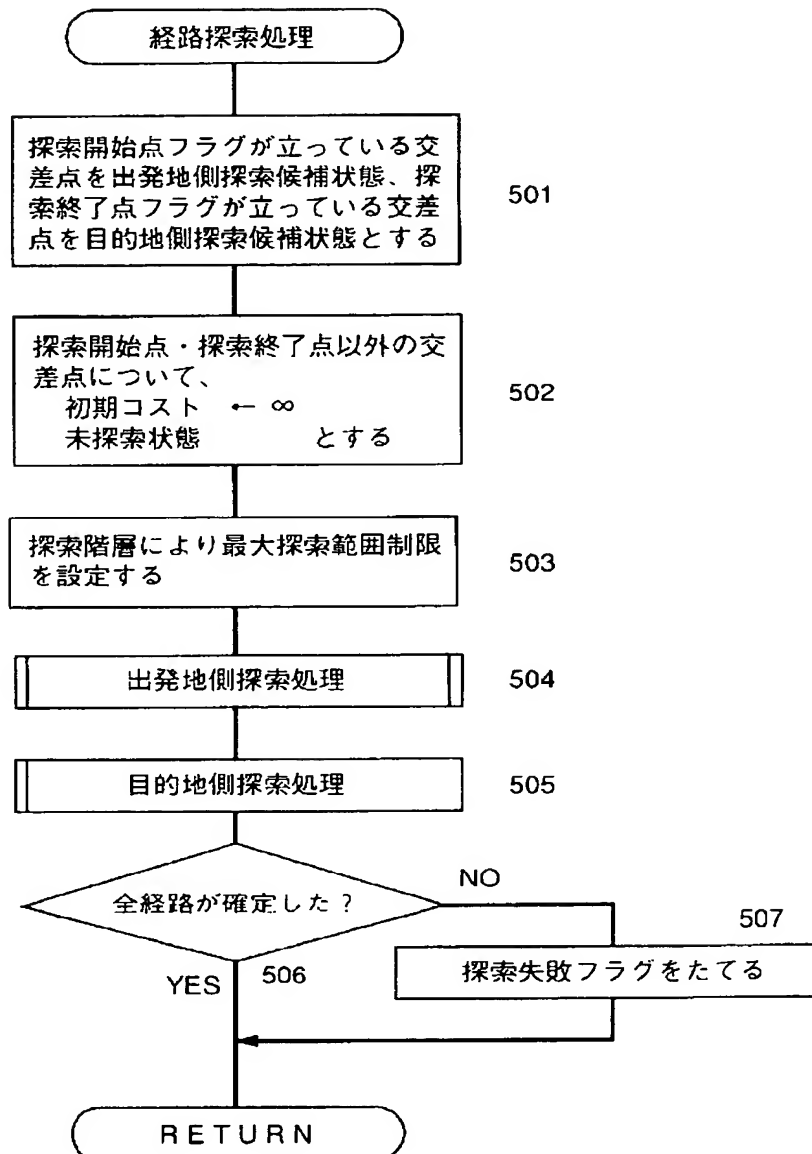 経路探索処理
探索開始点フラグが立っている交
差点を出発地側探索候補状態、探
索終了点フラグが立っている交差
点を目的地側探索候補状態とする
501
探索開始点・探索終了点以外の交
差点について、
初期コスト ← ∞
未探索状態 とする
502
探索階層により最大探索範囲制限
を設定する
503
出発地側探索処理
504
目的地側探索処理
505
全経路が確定した?
NO
507
YES
506
探索失敗フラグをたてる
RETURN